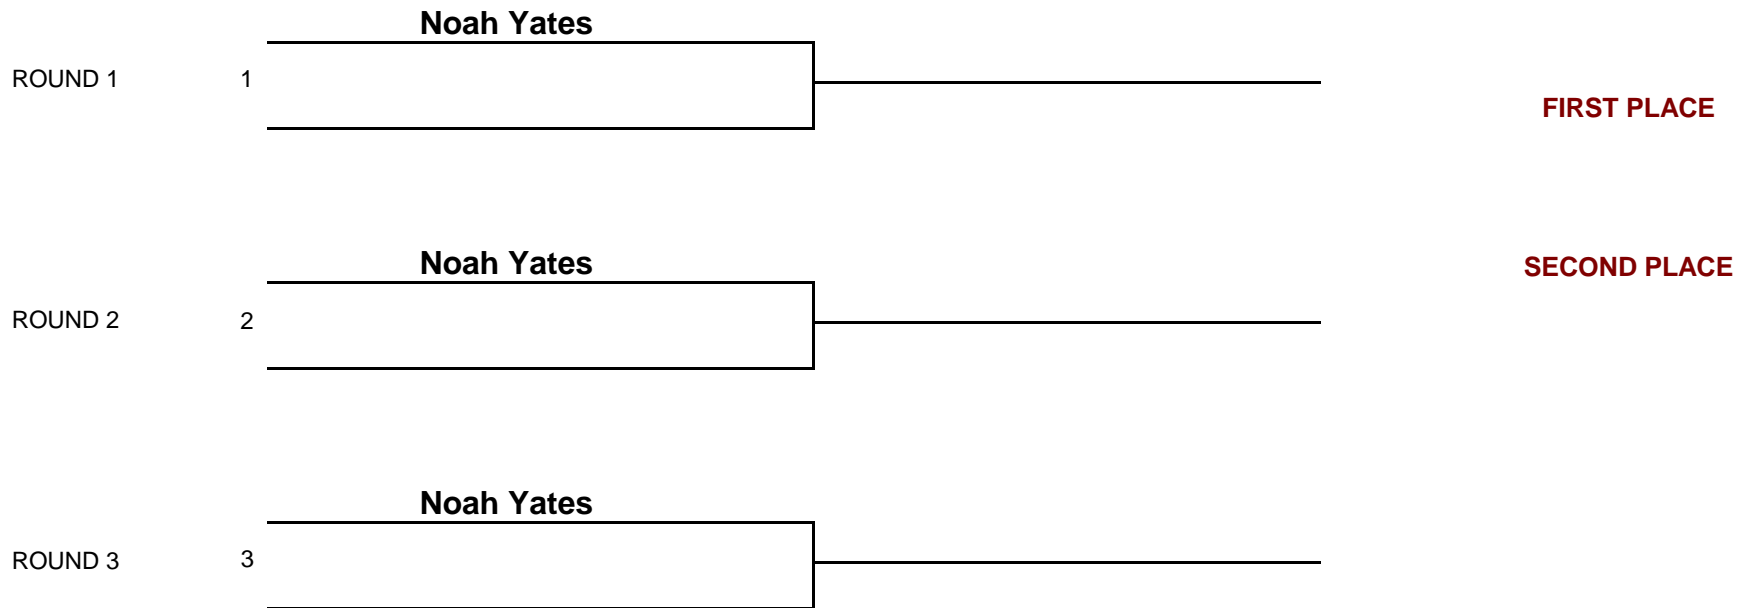 Noah Yates
ROUND 1 1
FIRST PLACE
Noah Yates
SECOND PLACE
ROUND 2 2
Noah Yates
ROUND 3 3